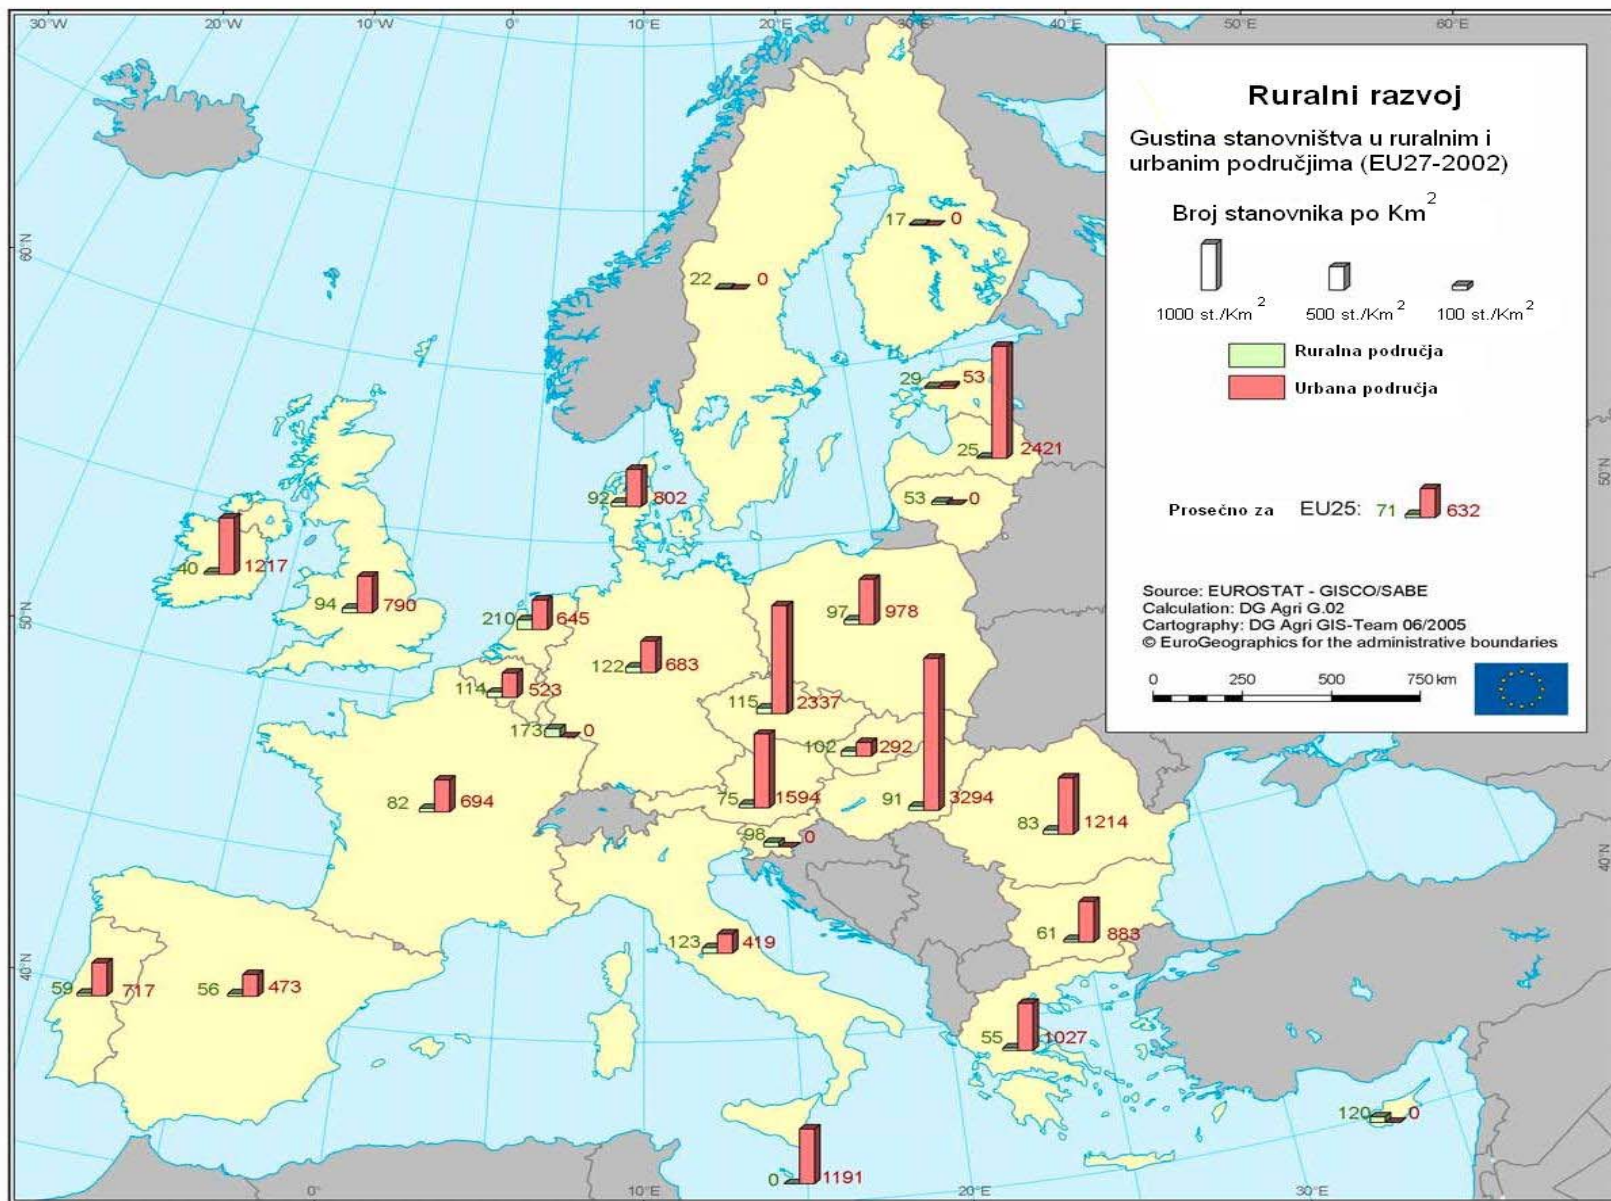 30°W 20°W 10°W 0° 10°E 20°E 30°E 40°E 50°E 60°E
Ruralni razvoj
Gustina stanovništva u ruralnim i
urbanim područjima (EU27-2002)
Broj stanovnika po Km²
1000 st./Km² 500 st./Km² 100 st./Km²
Ruralna područja
Urbana područja
Prosečno za EU25: 71 632
Source: EUROSTAT - GISCO/SABE
Calculation: DG Agri G.02
Cartography: DG Agri GIS-Team 06/2005
© EuroGeographics for the administrative boundaries
0 250 500 750 km
17 0
22 0
60°N
29 53
25 2421
50°N
92 802
53 0
40 1217
94 790
210 645
97 978
50°N
122 683
114 523
115 2337
173 0
102 292
82 694
75 1594
91 3294
83 1214
98 0
40°N
61 883
123 419
40°N
59 717
56 473
55 1027
120 0
0 1191
0° 10°E 20°E 30°E